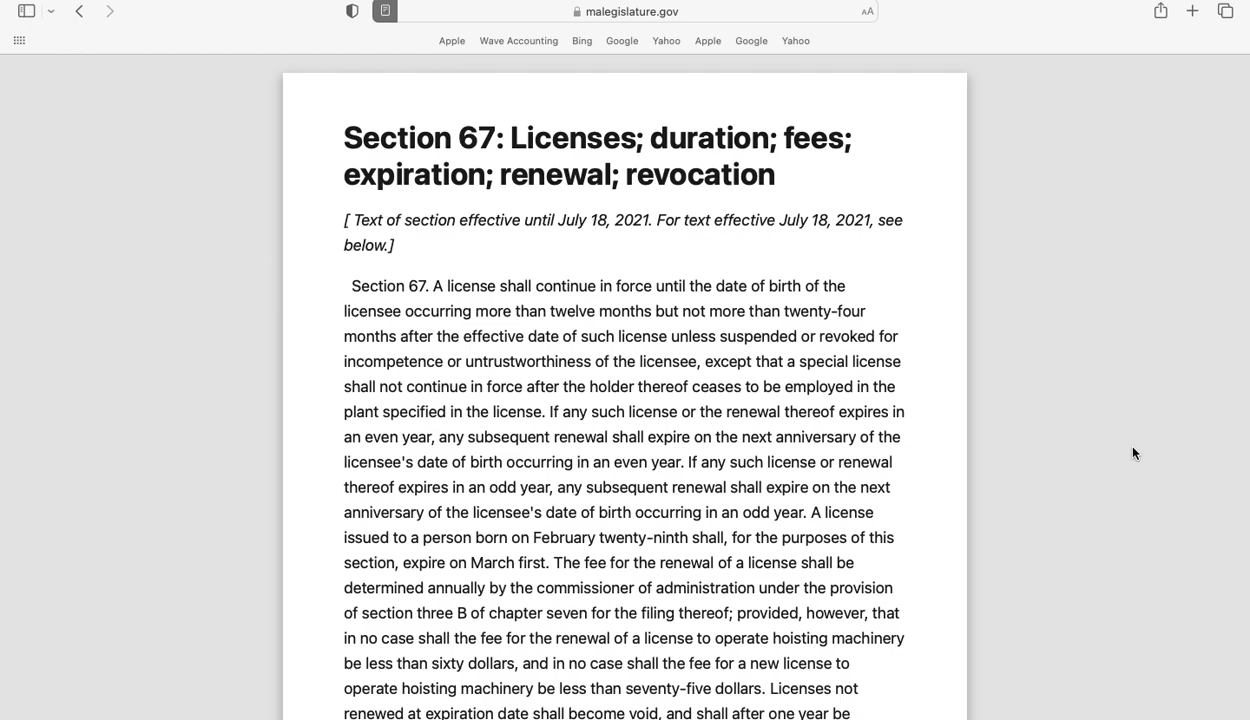 malegislature.gov
AA
Apple Wave Accounting Bing Google Yahoo Apple Google Yahoo
Section 67: Licenses; duration; fees;
expiration; renewal; revocation
[ Text of section effective until July 18, 2021. For text effective July 18, 2021, see
below.]
Section 67. A license shall continue in force until the date of birth of the
licensee occurring more than twelve months but not more than twenty-four
months after the effective date of such license unless suspended or revoked for
incompetence or untrustworthiness of the licensee, except that a special license
shall not continue in force after the holder thereof ceases to be employed in the
plant specified in the license. If any such license or the renewal thereof expires in
an even year, any subsequent renewal shall expire on the next anniversary of the
licensee's date of birth occurring in an even year. If any such license or renewal
thereof expires in an odd year, any subsequent renewal shall expire on the next
anniversary of the licensee's date of birth occurring in an odd year. A license
issued to a person born on February twenty-ninth shall, for the purposes of this
section, expire on March first. The fee for the renewal of a license shall be
determined annually by the commissioner of administration under the provision
of section three B of chapter seven for the filing thereof; provided, however, that
in no case shall the fee for the renewal of a license to operate hoisting machinery
be less than sixty dollars, and in no case shall the fee for a new license to
operate hoisting machinery be less than seventy-five dollars. Licenses not
renewed at expiration date shall become void, and shall after one year be